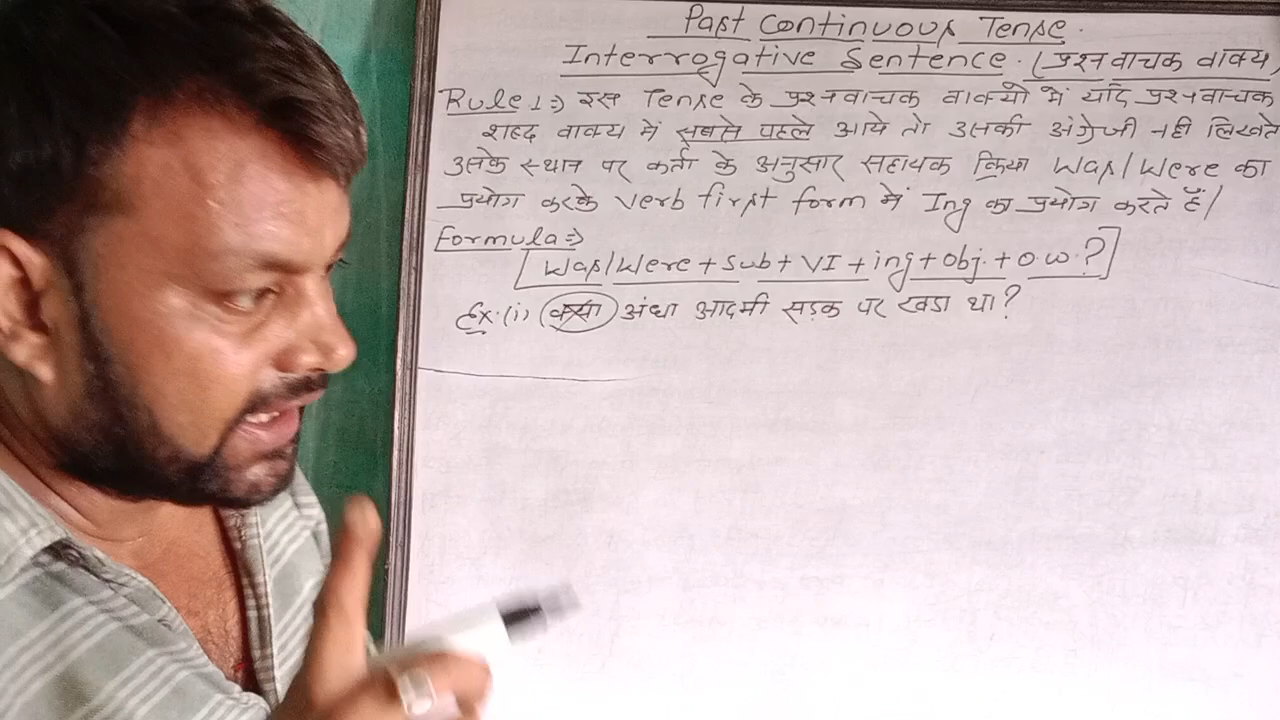 Past Continuous Tense.
Interrogative Sentence. (प्रश्नवाचक वाक्य)
Rule 1⇒ इस Tense के प्रश्नवाचक वाक्यों में यदि प्रश्नवाचक
शब्द वाक्य में सबसे पहले आये तो उसकी अंग्रेजी नही लिखते
उसके स्थान पर कर्ता के अनुसार सहायक क्रिया Was/Were का
प्रयोग करके Verb first form में Ing का प्रयोग करते हैं/
Formula⇒
[Was/Were + Sub + VI + ing + Obj. + o.w.?]
Ex.(i) क्या अंधा आदमी सड़क पर खडा था?